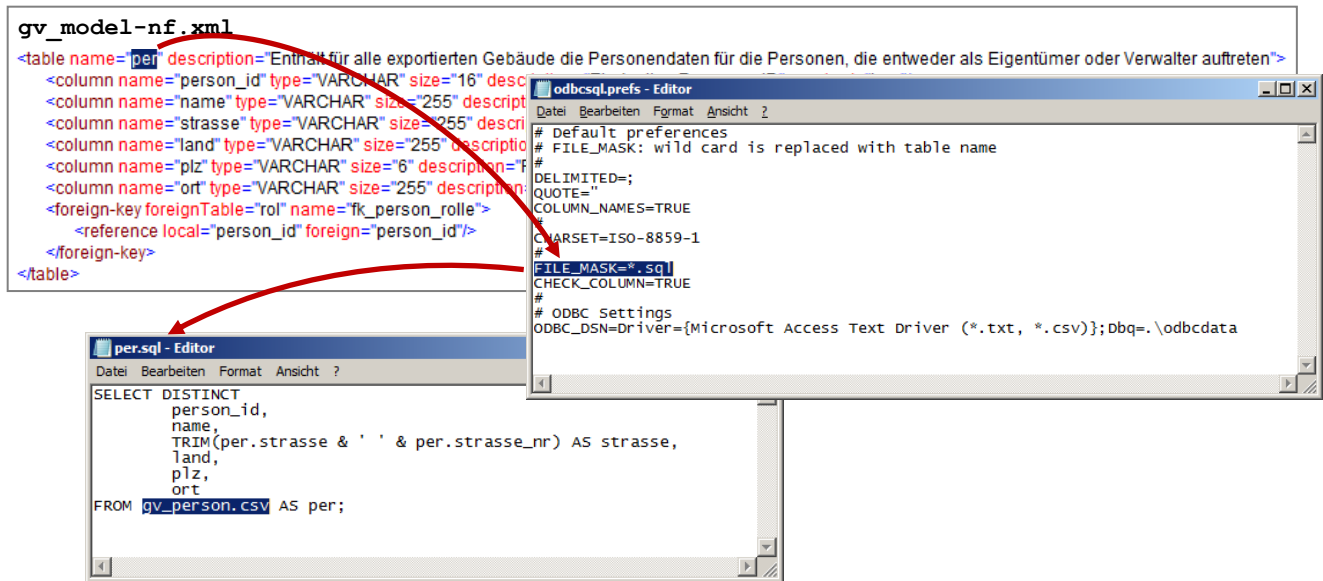 gv_model-nf.xml
<table name="per" description="Enthält für alle exportierten Gebäude die Personendaten für die Personen, die entweder als Eigentümer oder Verwalter auftreten">
<column name="person_id" type="VARCHAR" size="16" desc
<column name="name" type="VARCHAR" size="255" descript
<column name="strasse" type="VARCHAR" size="255" descri
<column name="land" type="VARCHAR" size="255" descriptio
<column name="plz" type="VARCHAR" size="6" description="
<column name="ort" type="VARCHAR" size="255" description=
<foreign-key foreignTable="rol" name="fk_person_rolle">
<reference local="person_id" foreign="person_id"/>
</foreign-key>
</table>
odbcsql.prefs - Editor
Datei Bearbeiten Format Ansicht ?
# Default preferences
# FILE_MASK: wild card is replaced with table name
#
DELIMITED=;
QUOTE="
COLUMN_NAMES=TRUE
#
CHARSET=ISO-8859-1
#
FILE_MASK=*.sql
CHECK_COLUMN=TRUE
#
# ODBC Settings
ODBC_DSN=Driver={Microsoft Access Text Driver (*.txt, *.csv)};Dbq=.\odbcdata
per.sql - Editor
Datei Bearbeiten Format Ansicht ?
SELECT DISTINCT
person_id,
name,
TRIM(per.strasse & ' ' & per.strasse_nr) AS strasse,
land,
plz,
ort
FROM gv_person.csv AS per;